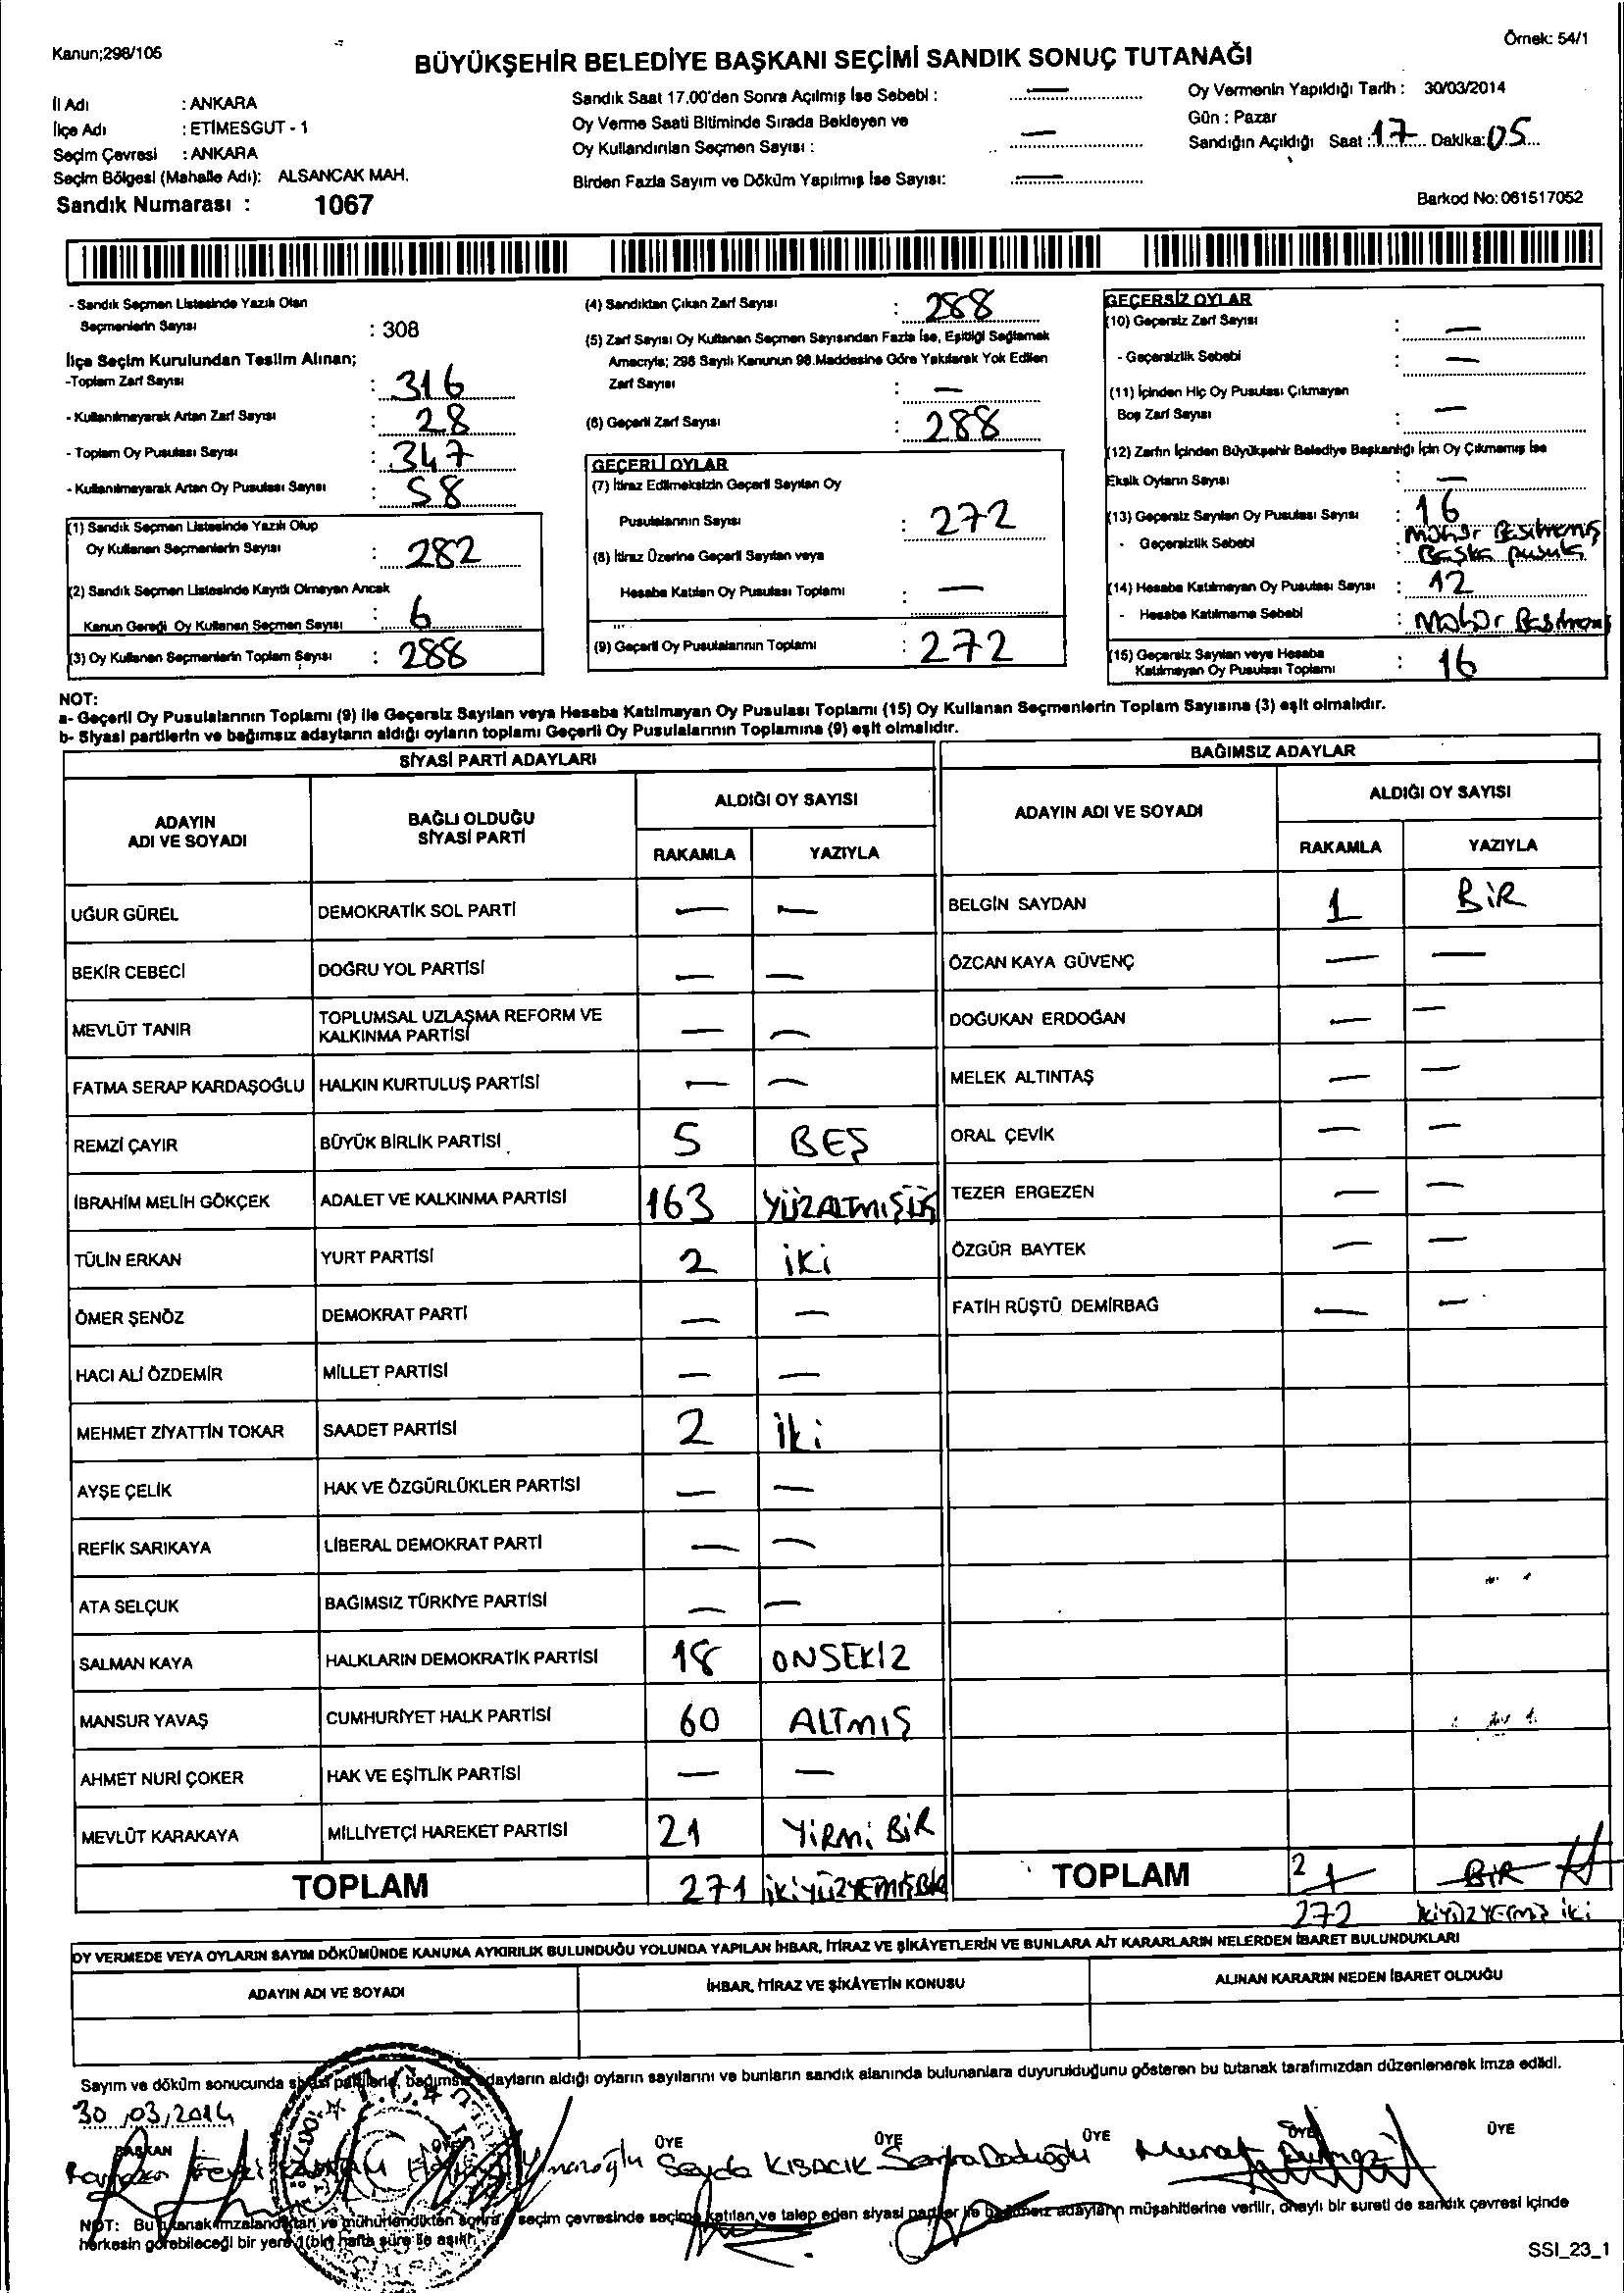 Kanun;298/105
Örnek: 54/1
BÜYÜKŞEHİR BELEDİYE BAŞKANI SEÇİMİ SANDIK SONUÇ TUTANAĞI
İl Adı : ANKARA
İlçe Adı : ETİMESGUT - 1
Seçim Çevresi : ANKARA
Seçim Bölgesi (Mahalle Adı): ALSANCAK MAH.
Sandık Numarası : 1067
Sandık Saat 17.00'den Sonra Açılmış İse Sebebi : —
Oy Verme Saati Bitiminde Sırada Bekleyen ve
Oy Kullandırılan Seçmen Sayısı : —
Birden Fazla Sayım ve Döküm Yapılmış İse Sayısı: —
Oy Vermenin Yapıldığı Tarih : 30/03/2014
Gün : Pazar
Sandığın Açıldığı Saat : 17 Dakika: 05
Barkod No: 061517052
- Sandık Seçmen Listesinde Yazılı Olan
Seçmenlerin Sayısı : 308
İlçe Seçim Kurulundan Teslim Alınan;
-Toplam Zarf Sayısı : 316
- Kullanılmayarak Artan Zarf Sayısı : 28
- Toplam Oy Pusulası Sayısı : 347
- Kullanılmayarak Artan Oy Pusulası Sayısı : 58
(1) Sandık Seçmen Listesinde Yazılı Olup
Oy Kullanan Seçmenlerin Sayısı : 282
(2) Sandık Seçmen Listesinde Kayıtlı Olmayan Ancak
Kanun Gereği Oy Kullanan Seçmen Sayısı : 6
(3) Oy Kullanan Seçmenlerin Toplam Sayısı : 288
(4) Sandıktan Çıkan Zarf Sayısı : 288
(5) Zarf Sayısı Oy Kullanan Seçmen Sayısından Fazla İse, Eşitliği Sağlamak
Amacıyla; 298 Sayılı Kanunun 98.Maddesine Göre Yakılarak Yok Edilen
Zarf Sayısı : —
(6) Geçerli Zarf Sayısı : 288
GEÇERLİ OYLAR
(7) İtiraz Edilmeksizin Geçerli Sayılan Oy
Pusulalarının Sayısı : 272
(8) İtiraz Üzerine Geçerli Sayılan veya
Hesaba Katılan Oy Pusulası Toplamı : —
(9) Geçerli Oy Pusulalarının Toplamı : 272
GEÇERSİZ OYLAR
(10) Geçersiz Zarf Sayısı : —
- Geçersizlik Sebebi : —
(11) İçinden Hiç Oy Pusulası Çıkmayan
Boş Zarf Sayısı : —
(12) Zarfın İçinden Büyükşehir Belediye Başkanlığı İçin Oy Çıkmamış İse
Eksik Oyların Sayısı : —
(13) Geçersiz Sayılan Oy Pusulası Sayısı : 16
- Geçersizlik Sebebi :
(14) Hesaba Katılmayan Oy Pusulası Sayısı : 12
- Hesaba Katılmama Sebebi :
(15) Geçersiz Sayılan veya Hesaba
Katılmayan Oy Pusulası Toplamı : 16
NOT:
a- Geçerli Oy Pusulalarının Toplamı (9) ile Geçersiz Sayılan veya Hesaba Katılmayan Oy Pusulası Toplamı (15) Oy Kullanan Seçmenlerin Toplam Sayısına (3) eşit olmalıdır.
b- Siyasi partilerin ve bağımsız adayların aldığı oyların toplamı Geçerli Oy Pusulalarının Toplamına (9) eşit olmalıdır.
SİYASİ PARTİ ADAYLARI
ADAYIN ADI VE SOYADI
BAĞLI OLDUĞU SİYASİ PARTİ
ALDIĞI OY SAYISI
RAKAMLA YAZIYLA
UĞUR GÜREL DEMOKRATİK SOL PARTİ — —
BEKİR CEBECİ DOĞRU YOL PARTİSİ — —
MEVLÜT TANIR TOPLUMSAL UZLAŞMA REFORM VE
KALKINMA PARTİSİ — —
FATMA SERAP KARDAŞOĞLU HALKIN KURTULUŞ PARTİSİ — —
REMZİ ÇAYIR BÜYÜK BİRLİK PARTİSİ 5 BEŞ
İBRAHİM MELİH GÖKÇEK ADALET VE KALKINMA PARTİSİ 163 YÜZALTMIŞÜÇ
TÜLİN ERKAN YURT PARTİSİ 2 iKi
ÖMER ŞENÖZ DEMOKRAT PARTİ — —
HACI ALİ ÖZDEMİR MİLLET PARTİSİ — —
MEHMET ZİYATTİN TOKAR SAADET PARTİSİ 2 iki
AYŞE ÇELİK HAK VE ÖZGÜRLÜKLER PARTİSİ — —
REFİK SARIKAYA LİBERAL DEMOKRAT PARTİ — —
ATA SELÇUK BAĞIMSIZ TÜRKİYE PARTİSİ — —
SALMAN KAYA HALKLARIN DEMOKRATİK PARTİSİ 18 ONSEKİZ
MANSUR YAVAŞ CUMHURİYET HALK PARTİSİ 60 ALTMIŞ
AHMET NURİ ÇOKER HAK VE EŞİTLİK PARTİSİ — —
MEVLÜT KARAKAYA MİLLİYETÇİ HAREKET PARTİSİ 21 YİRMİ BİR
TOPLAM 271 iKiYÜZYEtmişBir
BAĞIMSIZ ADAYLAR
ADAYIN ADI VE SOYADI
ALDIĞI OY SAYISI
RAKAMLA YAZIYLA
BELGİN SAYDAN 1 BİR
ÖZCAN KAYA GÜVENÇ — —
DOĞUKAN ERDOĞAN — —
MELEK ALTINTAŞ — —
ORAL ÇEVİK — —
TEZER ERGEZEN — —
ÖZGÜR BAYTEK — —
FATİH RÜŞTÜ DEMİRBAĞ — —
TOPLAM 2 1 BİR
272 iKiYÜZYEtmiş iKi
OY VERMEDE VEYA OYLARIN SAYIM DÖKÜMÜNDE KANUNA AYKIRILIK BULUNDUĞU YOLUNDA YAPILAN İHBAR, İTİRAZ VE ŞİKÂYETLERİN VE BUNLARA AİT KARARLARIN NELERDEN İBARET BULUNDUKLARI
ADAYIN ADI VE SOYADI
İHBAR, İTİRAZ VE ŞİKÂYETİN KONUSU
ALINAN KARARIN NEDEN İBARET OLDUĞU
Sayım ve döküm sonucunda siyasi partilerle, bağımsız adayların aldığı oyların sayılarını ve bunların sandık alanında bulunanlara duyurulduğunu gösteren bu tutanak tarafımızdan düzenlenerek imza edildi.
30/03/2014
BAŞKAN ÜYE ÜYE ÜYE ÜYE ÜYE ÜYE
Seyda KISACIK Murat
NOT: Bu tutanak imzalandıktan ve mühürlendikten sonra seçim çevresinde seçime katılan ve talep eden siyasi partiler ile bağımsız adayların müşahitlerine verilir, onaylı bir sureti de sandık çevresi içinde
herkesin görebileceği bir yere 1(bir) hafta süre ile asılır.
SSI_23_1